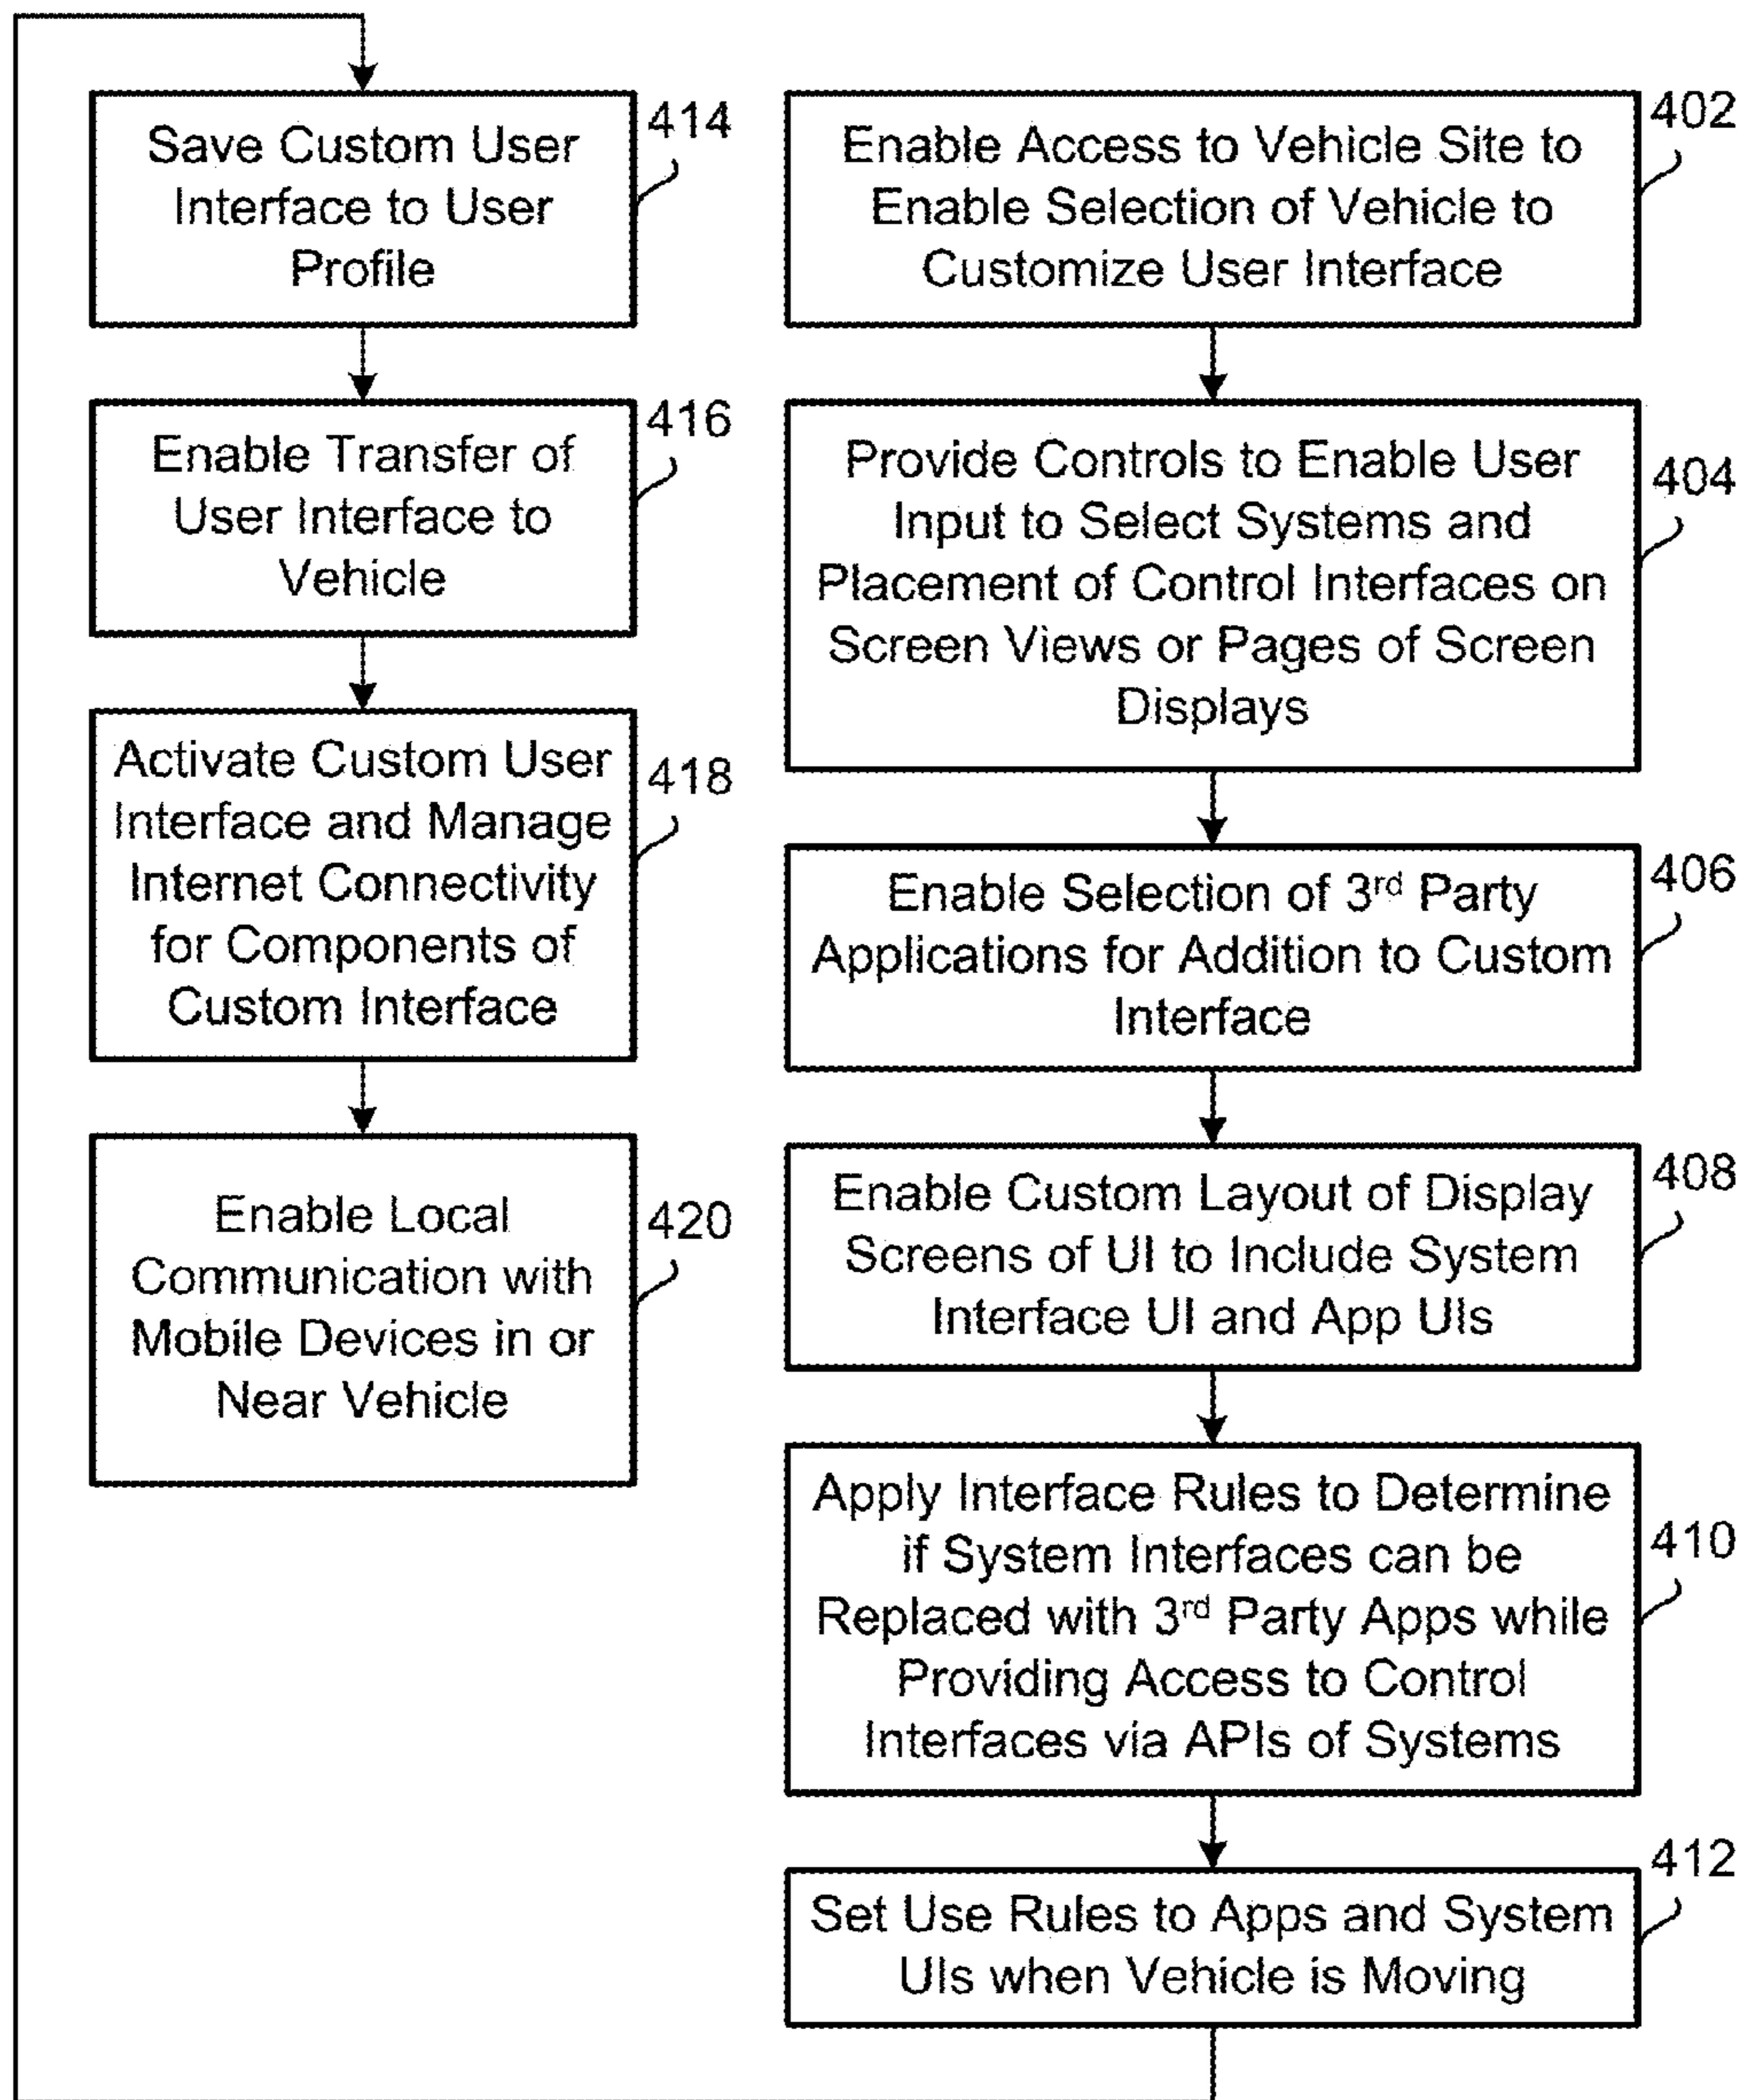 Save Custom User
Interface to User
Profile
414
Enable Transfer of
User Interface to
Vehicle
416
Activate Custom User
Interface and Manage
Internet Connectivity
for Components of
Custom Interface
418
Enable Local
Communication with
Mobile Devices in or
Near Vehicle
420
Enable Access to Vehicle Site to
Enable Selection of Vehicle to
Customize User Interface
402
Provide Controls to Enable User
Input to Select Systems and
Placement of Control Interfaces on
Screen Views or Pages of Screen
Displays
404
Enable Selection of 3rd Party
Applications for Addition to Custom
Interface
406
Enable Custom Layout of Display
Screens of UI to Include System
Interface UI and App UIs
408
Apply Interface Rules to Determine
if System Interfaces can be
Replaced with 3rd Party Apps while
Providing Access to Control
Interfaces via APIs of Systems
410
Set Use Rules to Apps and System
UIs when Vehicle is Moving
412